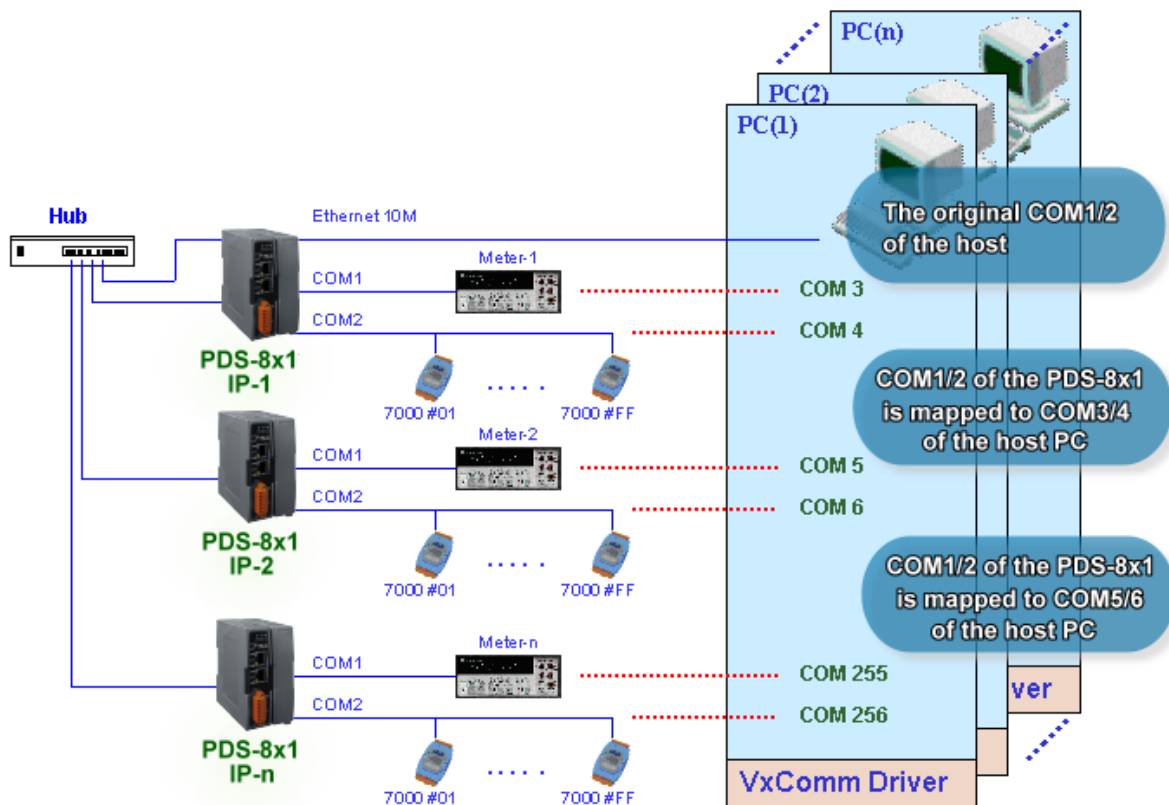 PC(n)
PC(2)
PC(1)
Hub
Ethernet 10M
The original COM1/2
of the host
PDS-8x1
IP-1
COM1
Meter-1
COM 3
COM2
COM 4
7000 #01
. . . . .
7000 #FF
COM1/2 of the PDS-8x1
is mapped to COM3/4
of the host PC
PDS-8x1
IP-2
COM1
Meter-2
COM 5
COM2
COM 6
7000 #01
. . . . .
7000 #FF
COM1/2 of the PDS-8x1
is mapped to COM5/6
of the host PC
PDS-8x1
IP-n
COM1
Meter-n
COM 255
COM2
COM 256
7000 #01
. . . . .
7000 #FF
ver
VxComm Driver